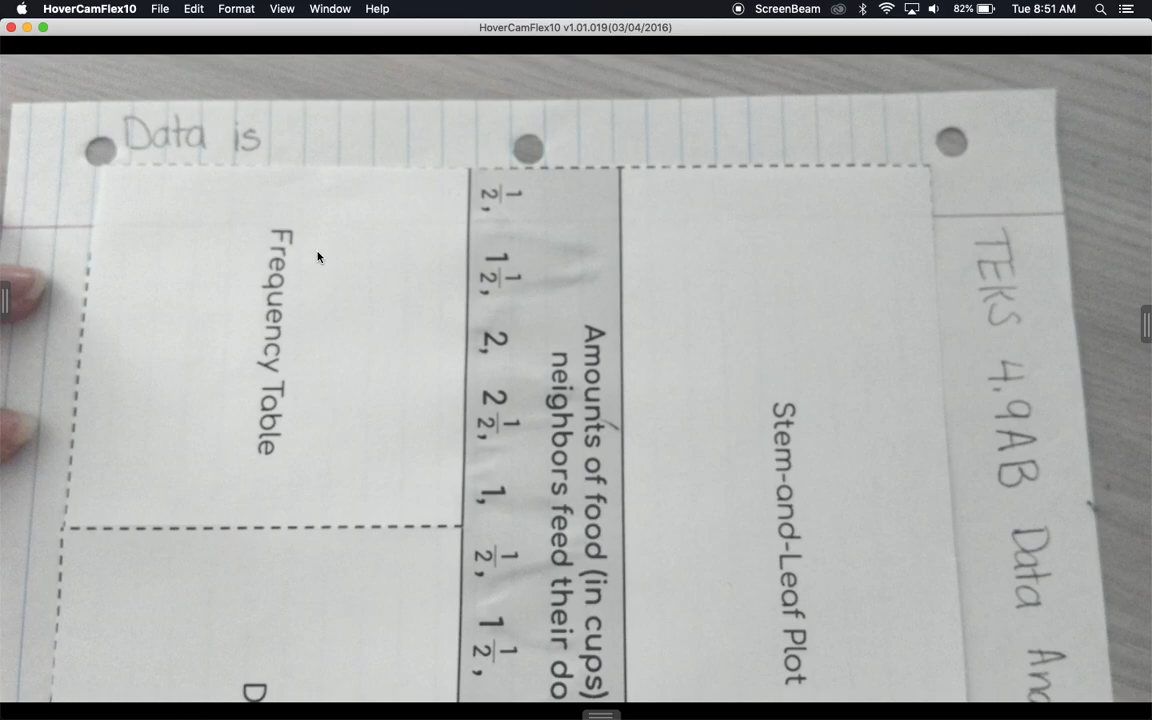 HoverCamFlex10 File Edit Format View Window Help ScreenBeam 82% Tue 8:51 AM
HoverCamFlex10 v1.01.019(03/04/2016)
Data is
TEKS 4.9AB Data
Stem-and-Leaf Plot
Amounts of food (in cups)
neighbors feed their do
1/2, 1 1/2, 2, 2 1/2, 1, 1/2, 1 1/2,
Frequency Table
D